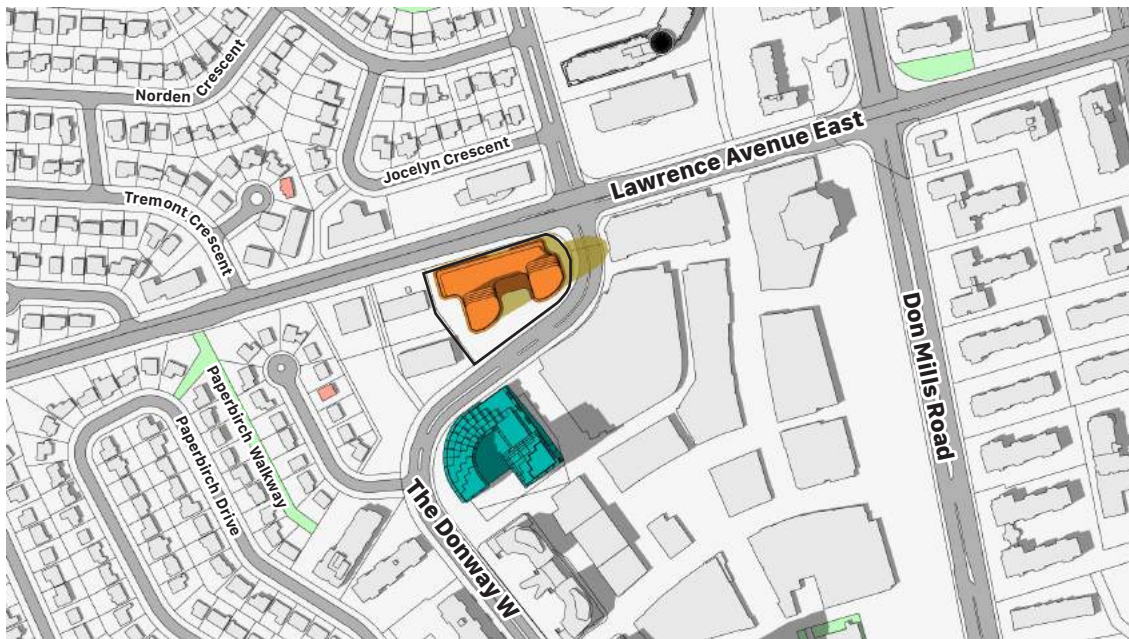 Norden Crescent
Jocelyn Crescent
Lawrence Avenue East
Tremont Crescent
Don Mills Road
Paperbirch Walkway
Paperbirch Drive
The Donway W